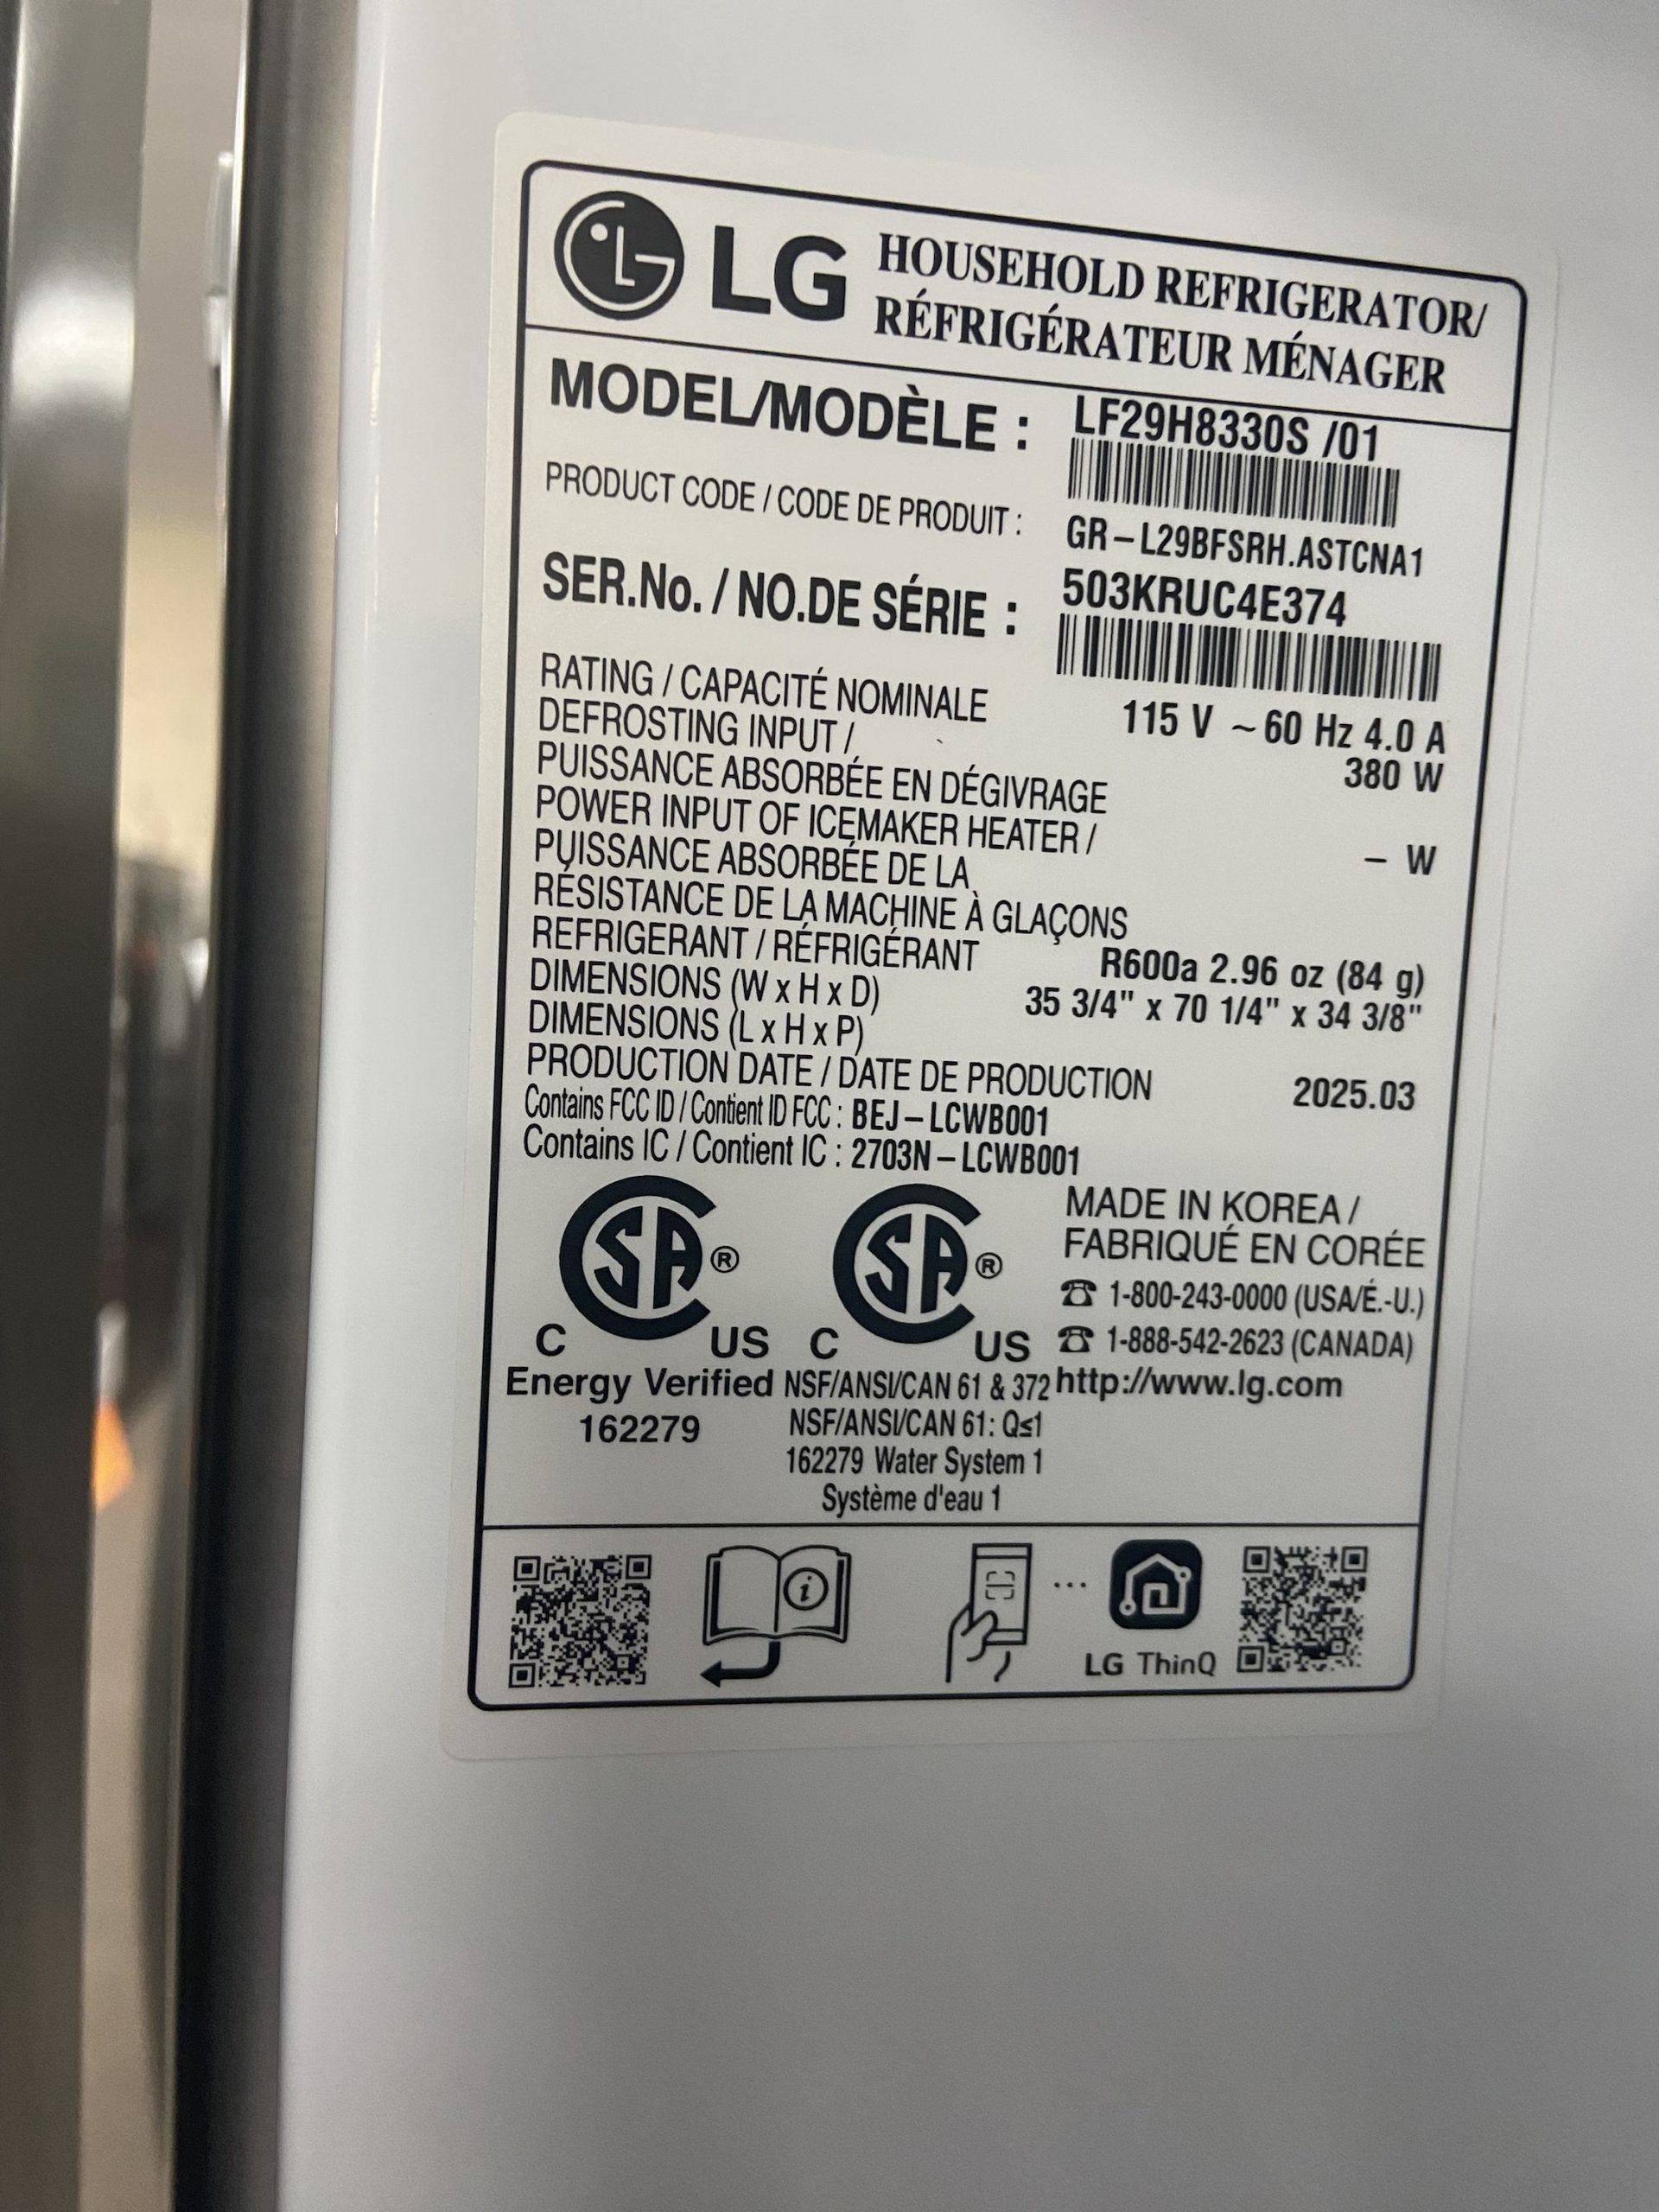 LG HOUSEHOLD REFRIGERATOR/
RÉFRIGÉRATEUR MÉNAGER
MODEL/MODÈLE : LF29H8330S /01
PRODUCT CODE / CODE DE PRODUIT : GR-L29BFSRH.ASTCNA1
SER.No. / NO.DE SÉRIE : 503KRUC4E374
RATING / CAPACITÉ NOMINALE 115 V ~ 60 Hz 4.0 A
DEFROSTING INPUT / 380 W
PUISSANCE ABSORBÉE EN DÉGIVRAGE
POWER INPUT OF ICEMAKER HEATER / – W
PUISSANCE ABSORBÉE DE LA
RÉSISTANCE DE LA MACHINE À GLAÇONS
REFRIGERANT / RÉFRIGÉRANT R600a 2.96 oz (84 g)
DIMENSIONS (W x H x D) 35 3/4" x 70 1/4" x 34 3/8"
DIMENSIONS (L x H x P)
PRODUCTION DATE / DATE DE PRODUCTION 2025.03
Contains FCC ID / Contient ID FCC : BEJ-LCWB001
Contains IC / Contient IC : 2703N-LCWB001
SA ® C US
Energy Verified
162279
SA ® C US
NSF/ANSI/CAN 61 & 372
NSF/ANSI/CAN 61: Q≤1
162279 Water System 1
Système d'eau 1
MADE IN KOREA /
FABRIQUÉ EN CORÉE
☎ 1-800-243-0000 (USA/É.-U.)
☎ 1-888-542-2623 (CANADA)
http://www.lg.com
i
...
LG ThinQ